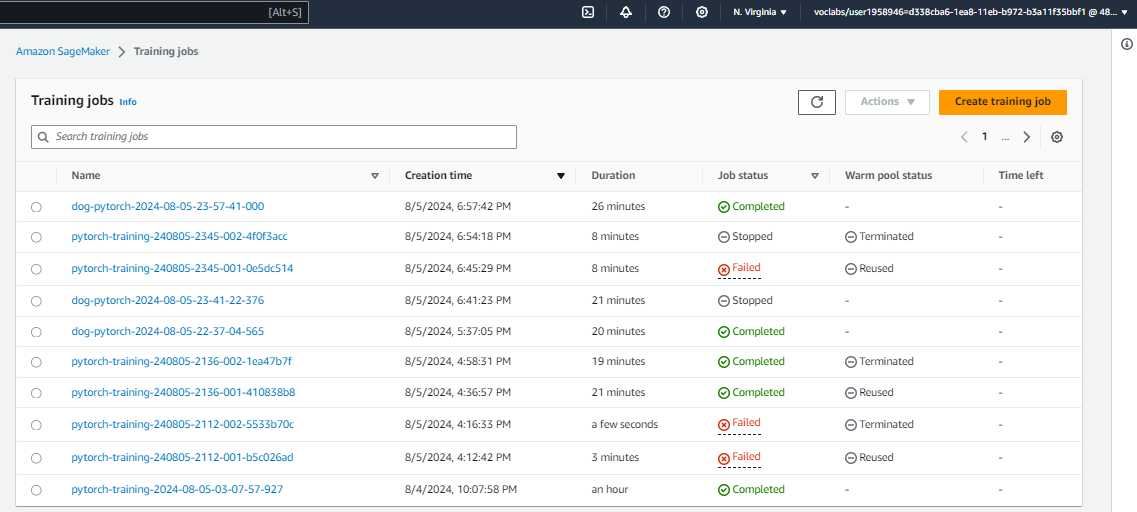 [Alt+S] N. Virginia voclabs/user1958946=d338cba6-1ea8-11eb-b972-b3a11f35bbf1 @ 48...
Amazon SageMaker Training jobs
Training jobs Info Actions Create training job
Search training jobs 1 ...
Name Creation time Duration Job status Warm pool status Time left
dog-pytorch-2024-08-05-23-57-41-000 8/5/2024, 6:57:42 PM 26 minutes Completed - -
pytorch-training-240805-2345-002-4f0f3acc 8/5/2024, 6:54:18 PM 8 minutes Stopped Terminated -
pytorch-training-240805-2345-001-0e5dc514 8/5/2024, 6:45:29 PM 8 minutes Failed Reused -
dog-pytorch-2024-08-05-23-41-22-376 8/5/2024, 6:41:23 PM 21 minutes Stopped - -
dog-pytorch-2024-08-05-22-37-04-565 8/5/2024, 5:37:05 PM 20 minutes Completed - -
pytorch-training-240805-2136-002-1ea47b7f 8/5/2024, 4:58:31 PM 19 minutes Completed Terminated -
pytorch-training-240805-2136-001-410838b8 8/5/2024, 4:36:57 PM 21 minutes Completed Reused -
pytorch-training-240805-2112-002-5533b70c 8/5/2024, 4:16:33 PM a few seconds Failed Terminated -
pytorch-training-240805-2112-001-b5c026ad 8/5/2024, 4:12:42 PM 3 minutes Failed Reused -
pytorch-training-2024-08-05-03-07-57-927 8/4/2024, 10:07:58 PM an hour Completed - -